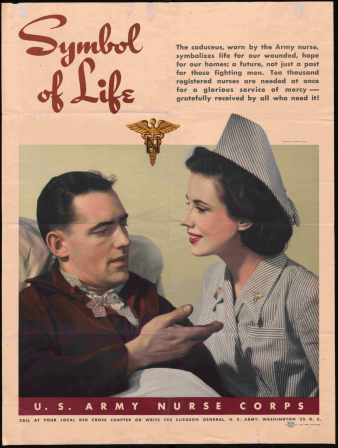 Symbol
of Life
The caduceus, worn by the Army nurse,
symbolizes life for our wounded, hope
for our homes; a future, not just a past
for those fighting men. Ten thousand
registered nurses are needed at once
for a glorious service of mercy —
gratefully received by all who need it!
N
U. S. ARMY NURSE CORPS
CALL AT YOUR LOCAL RED CROSS CHAPTER OR WRITE THE SURGEON GENERAL, U. S. ARMY, WASHINGTON 25, D. C.